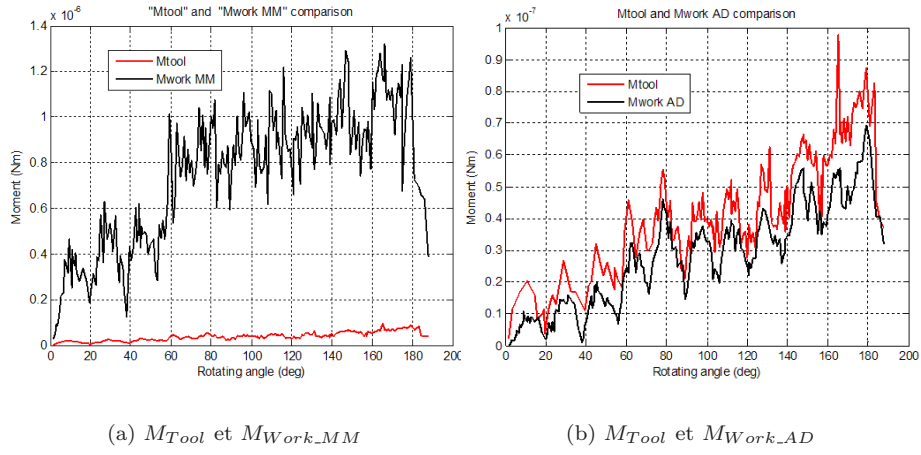 "Mtool" and "Mwork MM" comparison
x 10^-6
Moment (Nm)
1.4
1.2
1
0.8
0.6
0.4
0.2
0
Mtool
Mwork MM
0 20 40 60 80 100 120 140 160 180 200
Rotating angle (deg)
(a) M_Tool et M_Work_MM
Mtool and Mwork AD comparison
x 10^-7
Moment (Nm)
1
0.9
0.8
0.7
0.6
0.5
0.4
0.3
0.2
0.1
0
Mtool
Mwork AD
0 20 40 60 80 100 120 140 160 180 200
Rotating angle (deg)
(b) M_Tool et M_Work_AD